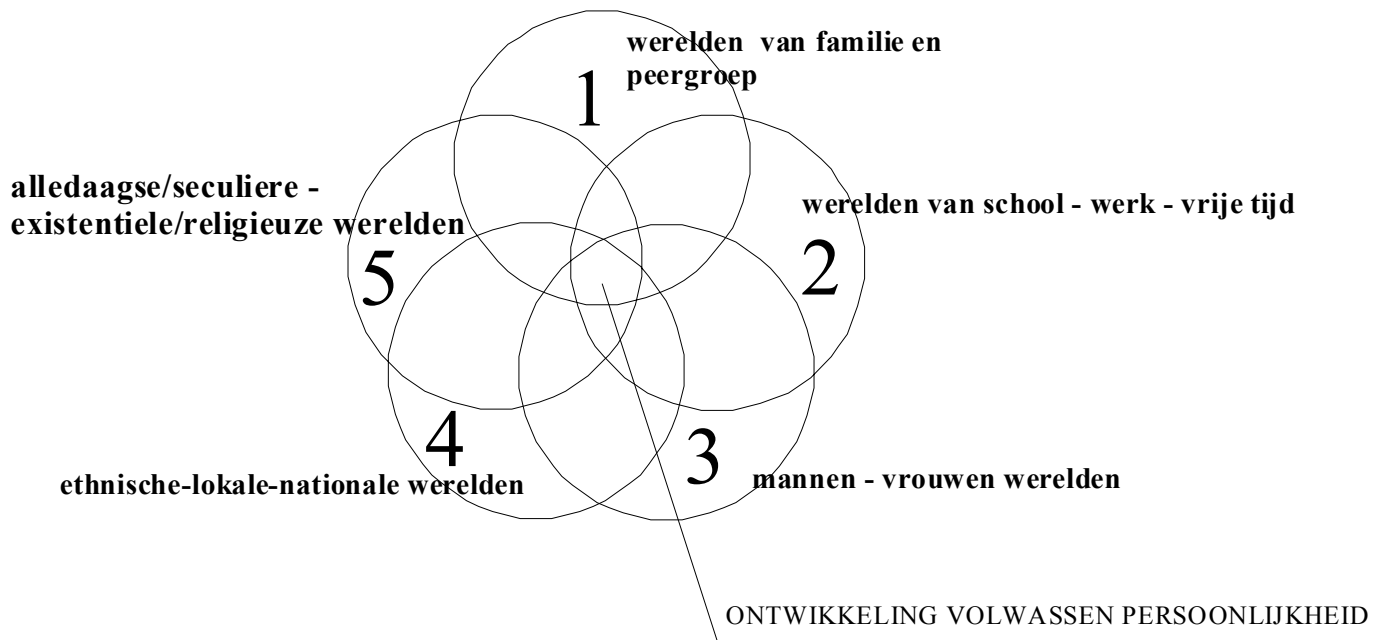 werelden van familie en
peergroep
1
alledaagse/seculiere -
existentiele/religieuze werelden
werelden van school - werk - vrije tijd
5
2
4
3
ethnische-lokale-nationale werelden
mannen - vrouwen werelden
ONTWIKKELING VOLWASSEN PERSOONLIJKHEID